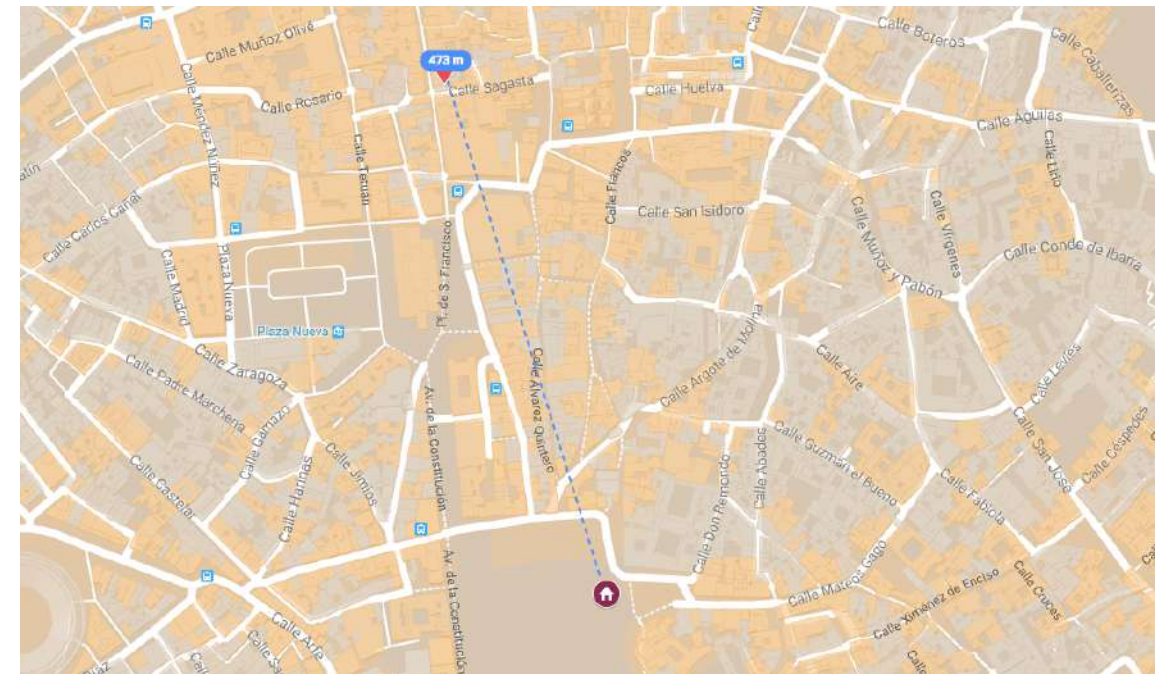 473 m
Calle Muñoz Olivé
Calle Boteros
Calle Caballerizas
Calle Méndez Núñez
Calle Rosario
Calle Sagasta
Calle Huelva
Calle Águilas
Calle Tetuan
Calle Francos
Calle Lirio
Calle Carlos Canal
Calle San Isidoro
Calle Vírgenes
Calle Muñoz y Pabón
Calle Conde de Ibarra
Plaza Nueva
Calle Madrid
Pl. de S. Francisco
Plaza Nueva
Calle Zaragoza
Calle Padre Marchena
Calle Álvarez Quintero
Calle Argote de Molina
Calle Aire
Calle Levíes
Calle Gamazo
Av. de la Constitución
Calle Jimios
Calle Harinas
Calle Castelar
Calle Don Remondo
Calle Abades
Calle Guzmán el Bueno
Calle Fabiola
Calle San José
Calle Céspedes
Av. de la Constitución
Calle Mateos Gago
Calle Ximénez de Enciso
Calle Cruces
Calle Arfe